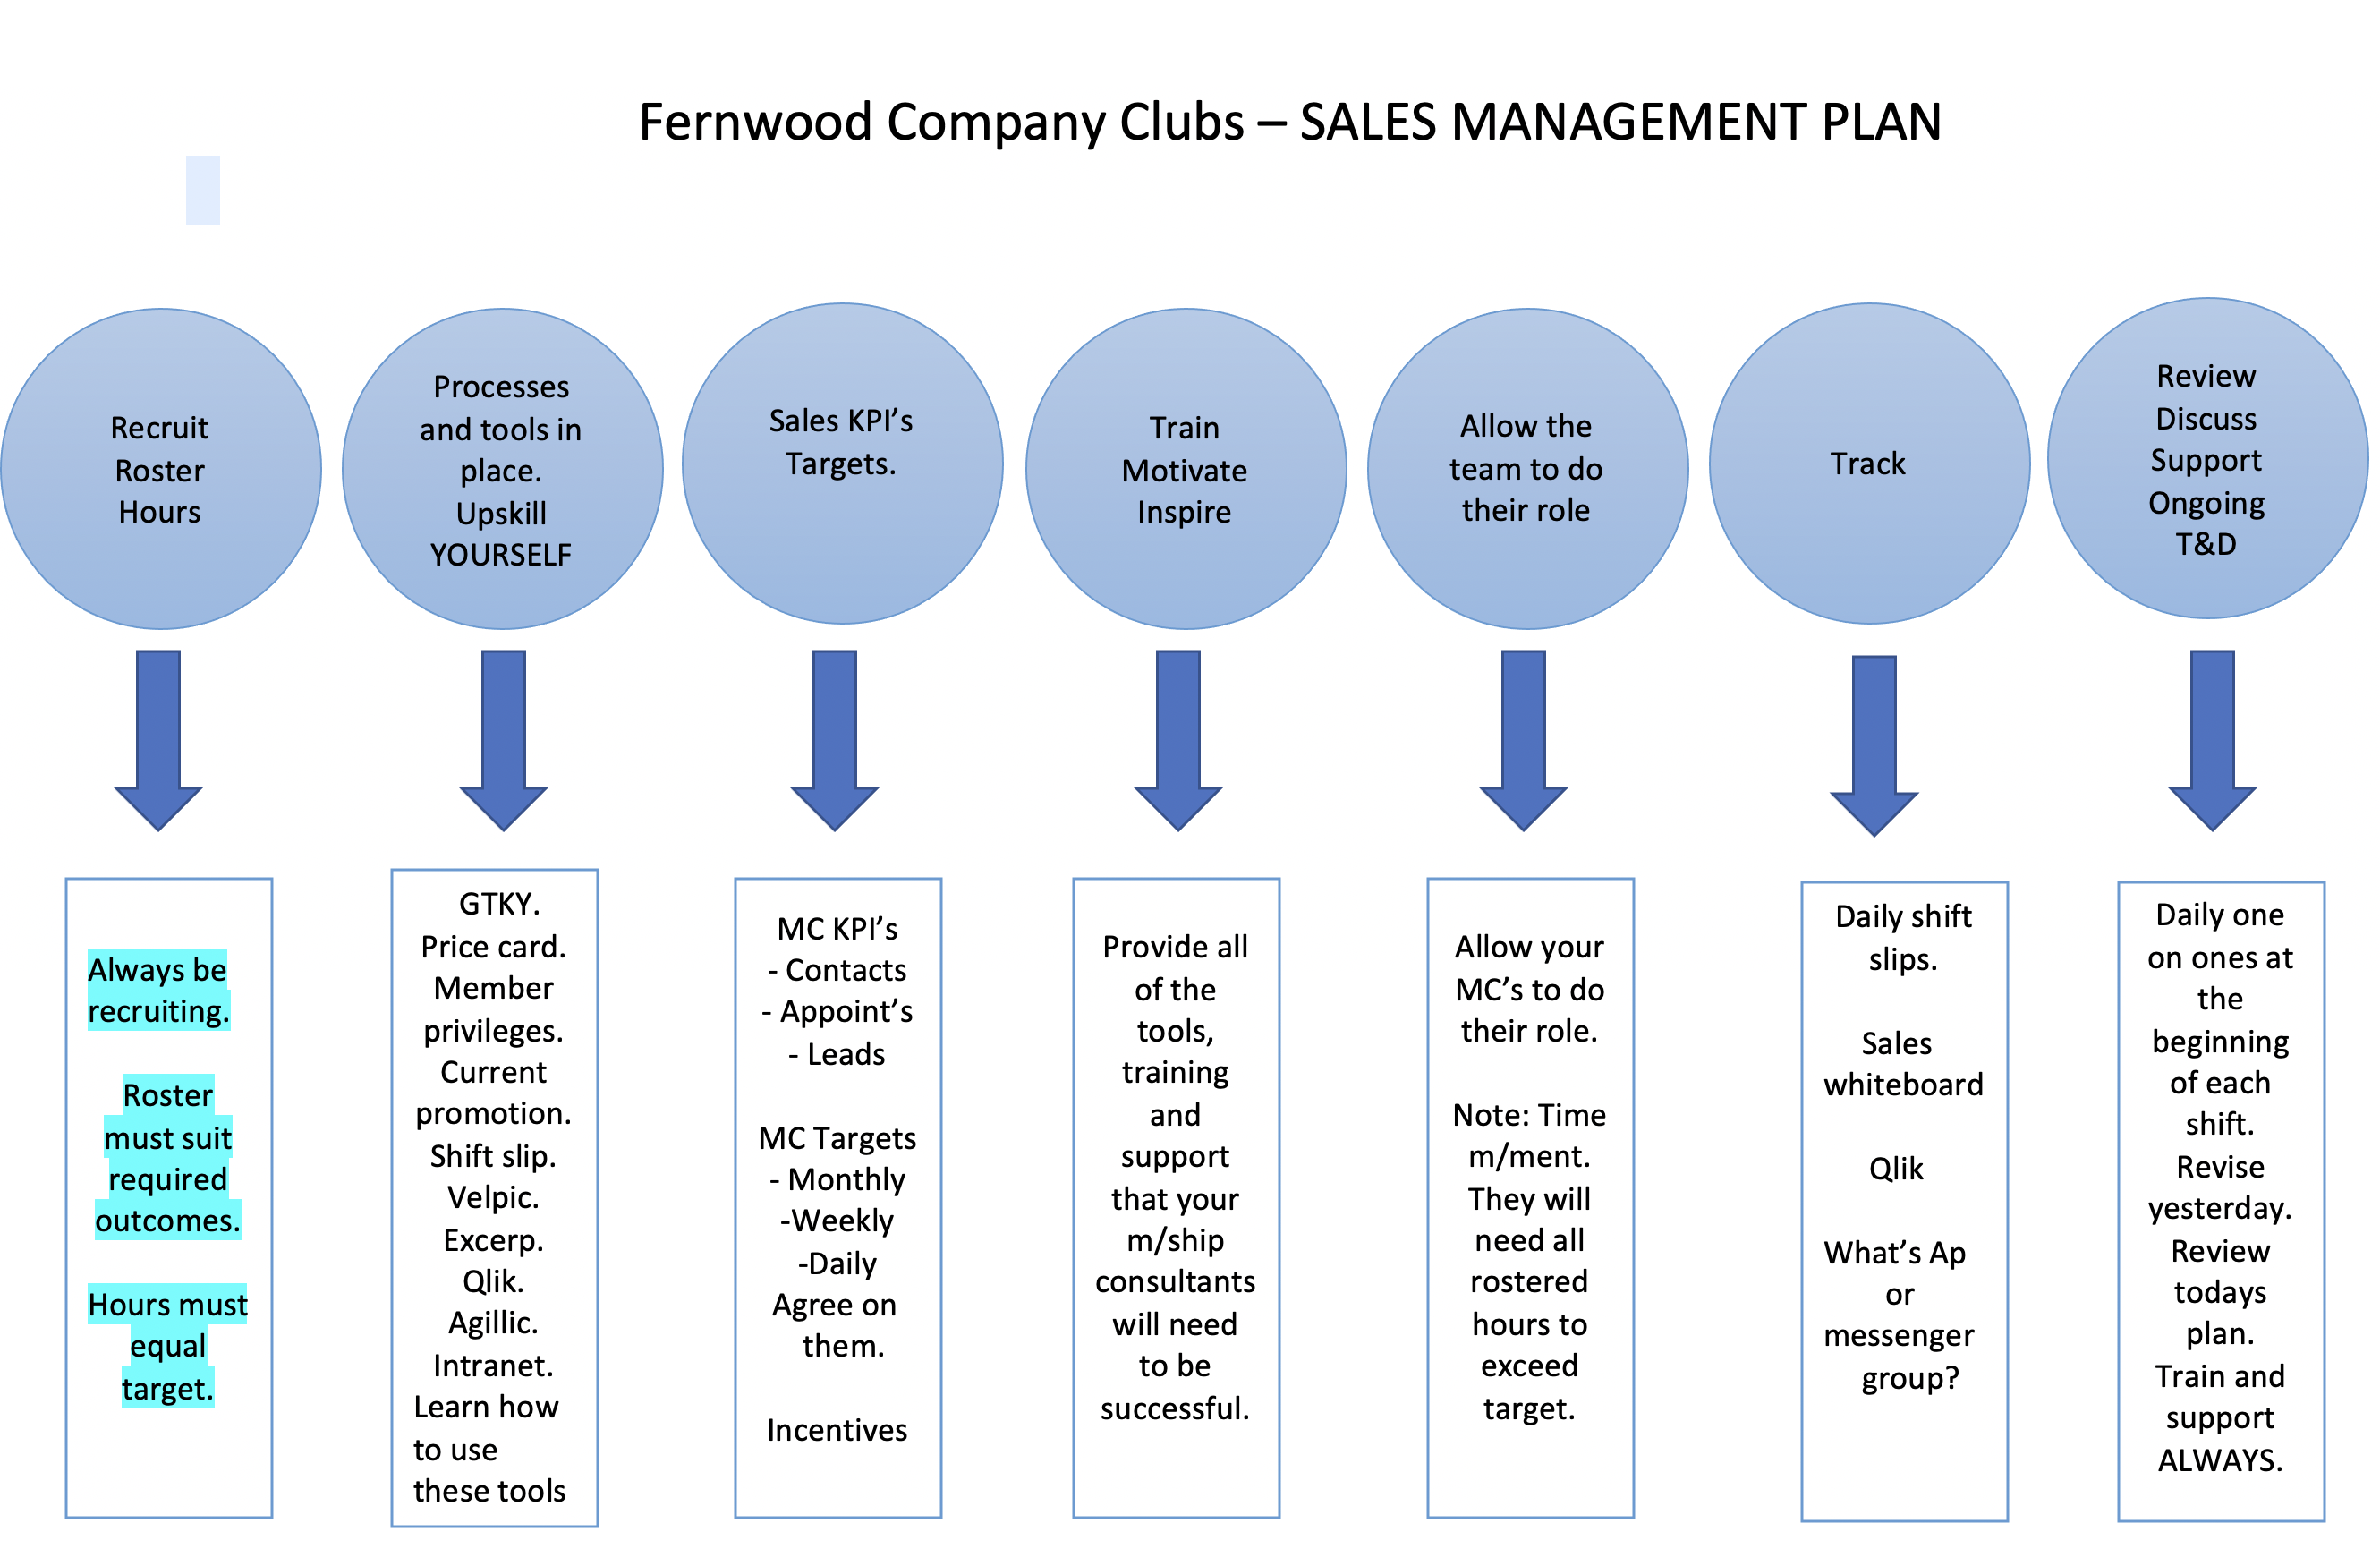 Fernwood Company Clubs – SALES MANAGEMENT PLAN
Recruit
Roster
Hours
Processes
and tools in
place.
Upskill
YOURSELF
Sales KPI’s
Targets.
Train
Motivate
Inspire
Allow the
team to do
their role
Track
Review
Discuss
Support
Ongoing
T&D
Always be
recruiting.
Roster
must suit
required
outcomes.
Hours must
equal
target.
GTKY.
Price card.
Member
privileges.
Current
promotion.
Shift slip.
Velpic.
Excerp.
Qlik.
Agillic.
Intranet.
Learn how
to use
these tools
MC KPI’s
- Contacts
- Appoint’s
- Leads
MC Targets
- Monthly
-Weekly
-Daily
Agree on
them.
Incentives
Provide all
of the
tools,
training
and
support
that your
m/ship
consultants
will need
to be
successful.
Allow your
MC’s to do
their role.
Note: Time
m/ment.
They will
need all
rostered
hours to
exceed
target.
Daily shift
slips.
Sales
whiteboard
Qlik
What’s Ap
or
messenger
group?
Daily one
on ones at
the
beginning
of each
shift.
Revise
yesterday.
Review
todays
plan.
Train and
support
ALWAYS.